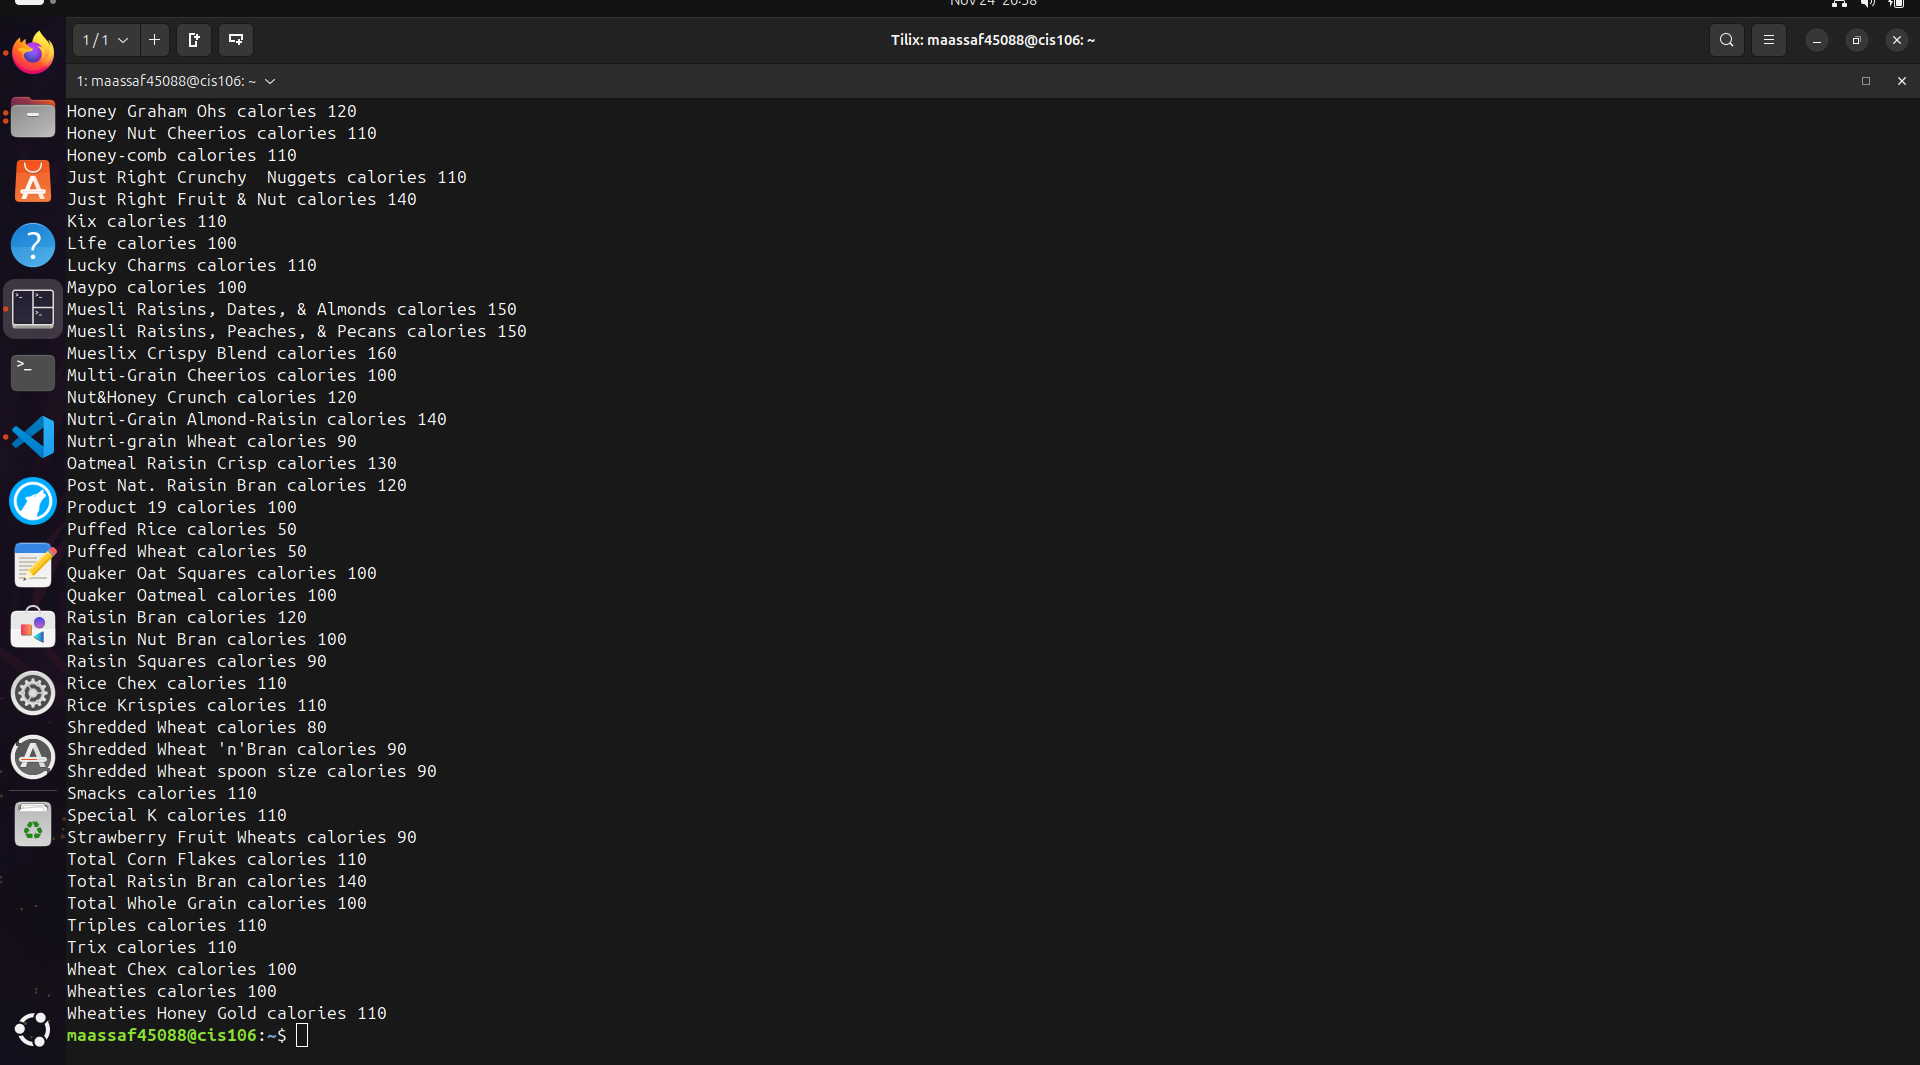 Nov 24 20:58
1 / 1
Tilix: maassaf45088@cis106: ~
1: maassaf45088@cis106: ~
Honey Graham Ohs calories 120
Honey Nut Cheerios calories 110
Honey-comb calories 110
Just Right Crunchy  Nuggets calories 110
Just Right Fruit & Nut calories 140
Kix calories 110
Life calories 100
Lucky Charms calories 110
Maypo calories 100
Muesli Raisins, Dates, & Almonds calories 150
Muesli Raisins, Peaches, & Pecans calories 150
Mueslix Crispy Blend calories 160
Multi-Grain Cheerios calories 100
Nut&Honey Crunch calories 120
Nutri-Grain Almond-Raisin calories 140
Nutri-grain Wheat calories 90
Oatmeal Raisin Crisp calories 130
Post Nat. Raisin Bran calories 120
Product 19 calories 100
Puffed Rice calories 50
Puffed Wheat calories 50
Quaker Oat Squares calories 100
Quaker Oatmeal calories 100
Raisin Bran calories 120
Raisin Nut Bran calories 100
Raisin Squares calories 90
Rice Chex calories 110
Rice Krispies calories 110
Shredded Wheat calories 80
Shredded Wheat 'n'Bran calories 90
Shredded Wheat spoon size calories 90
Smacks calories 110
Special K calories 110
Strawberry Fruit Wheats calories 90
Total Corn Flakes calories 110
Total Raisin Bran calories 140
Total Whole Grain calories 100
Triples calories 110
Trix calories 110
Wheat Chex calories 100
Wheaties calories 100
Wheaties Honey Gold calories 110
maassaf45088@cis106:~$